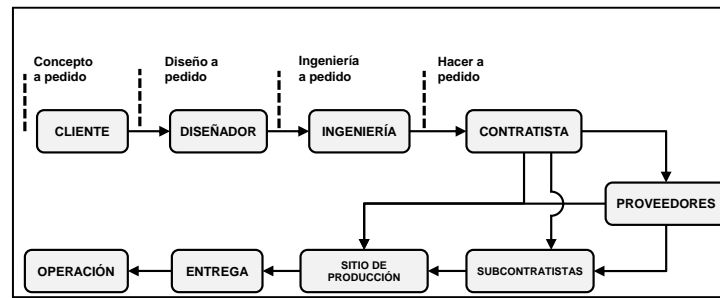 Concepto
a pedido
Diseño a
pedido
Ingeniería
a pedido
Hacer a
pedido
CLIENTE
DISEÑADOR
INGENIERÍA
CONTRATISTA
PROVEEDORES
OPERACIÓN
ENTREGA
SITIO DE
PRODUCCIÓN
SUBCONTRATISTAS